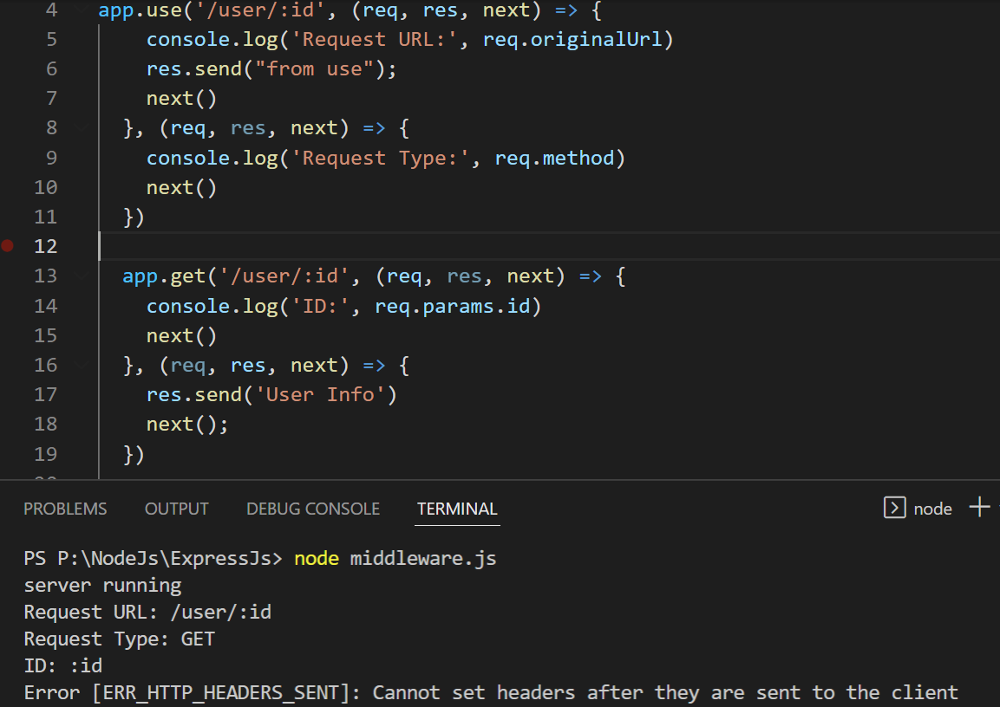 4 app.use('/user/:id', (req, res, next) => {
5 console.log('Request URL:', req.originalUrl)
6 res.send("from use");
7 next()
8 }, (req, res, next) => {
9 console.log('Request Type:', req.method)
10 next()
11 })
12
13 app.get('/user/:id', (req, res, next) => {
14 console.log('ID:', req.params.id)
15 next()
16 }, (req, res, next) => {
17 res.send('User Info')
18 next();
19 })
PROBLEMS OUTPUT DEBUG CONSOLE TERMINAL node
PS P:\NodeJs\ExpressJs> node middleware.js
server running
Request URL: /user/:id
Request Type: GET
ID: :id
Error [ERR_HTTP_HEADERS_SENT]: Cannot set headers after they are sent to the client